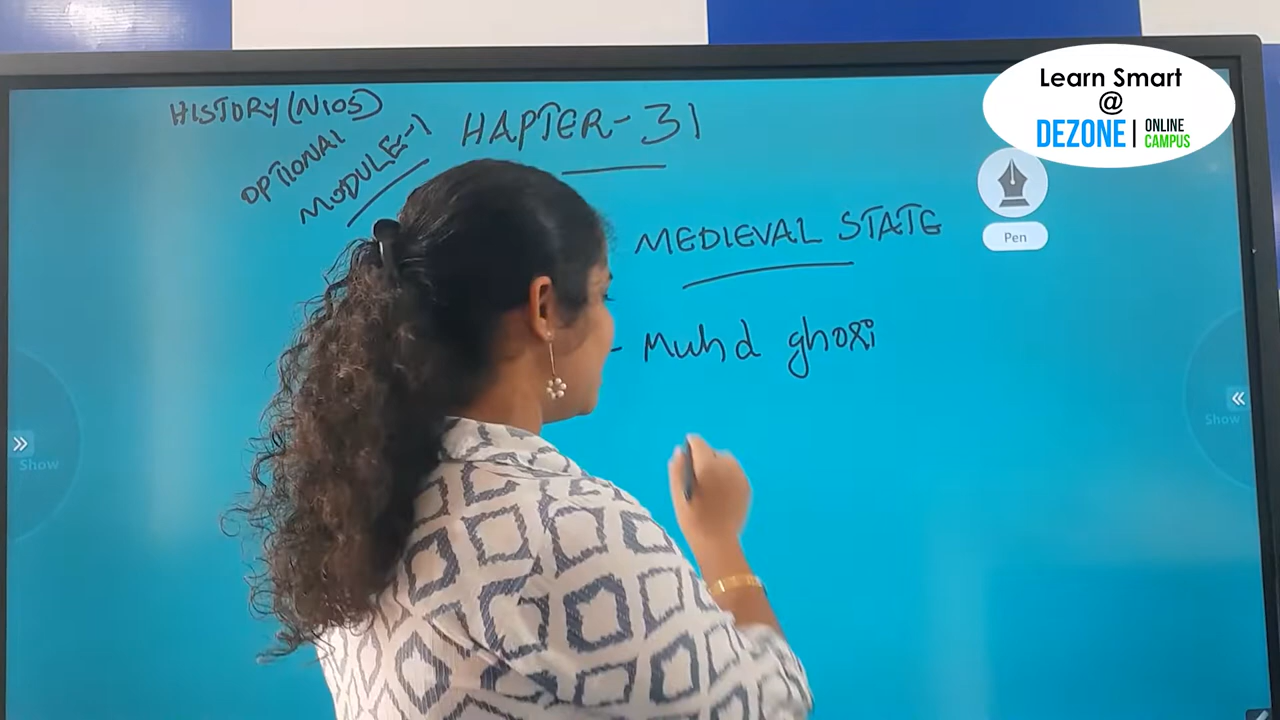 HISTORY (NIOS)
OPTIONAL
MODULE-1
HAPTER-31
MEDIEVAL STATE
- Muhd ghori
Learn Smart
@
DEZONE | ONLINE CAMPUS
Pen
Show
Show